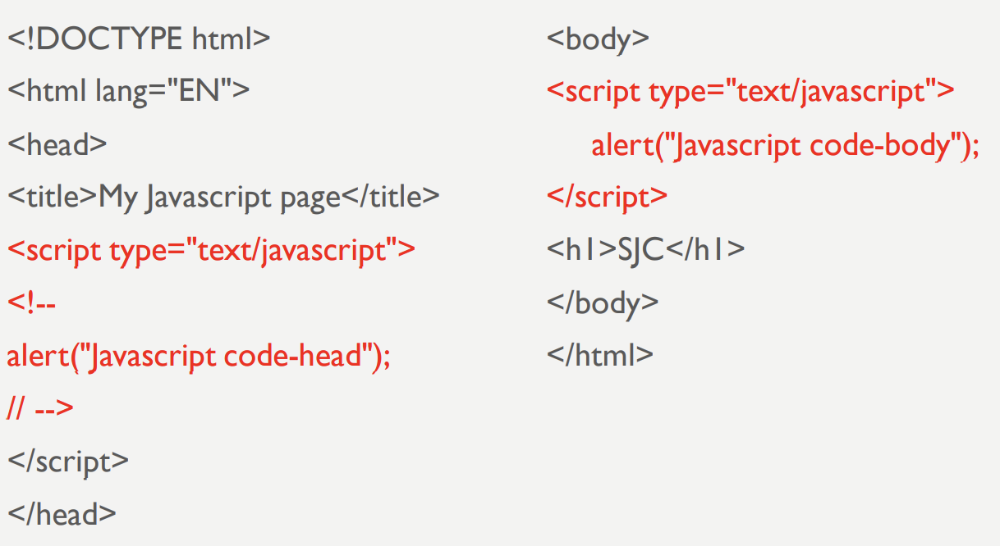 <!DOCTYPE html>
<html lang="EN">
<head>
<title>My Javascript page</title>
<script type="text/javascript">
<!--
alert("Javascript code-head");
// -->
</script>
</head>
<body>
<script type="text/javascript">
alert("Javascript code-body");
</script>
<h1>SJC</h1>
</body>
</html>